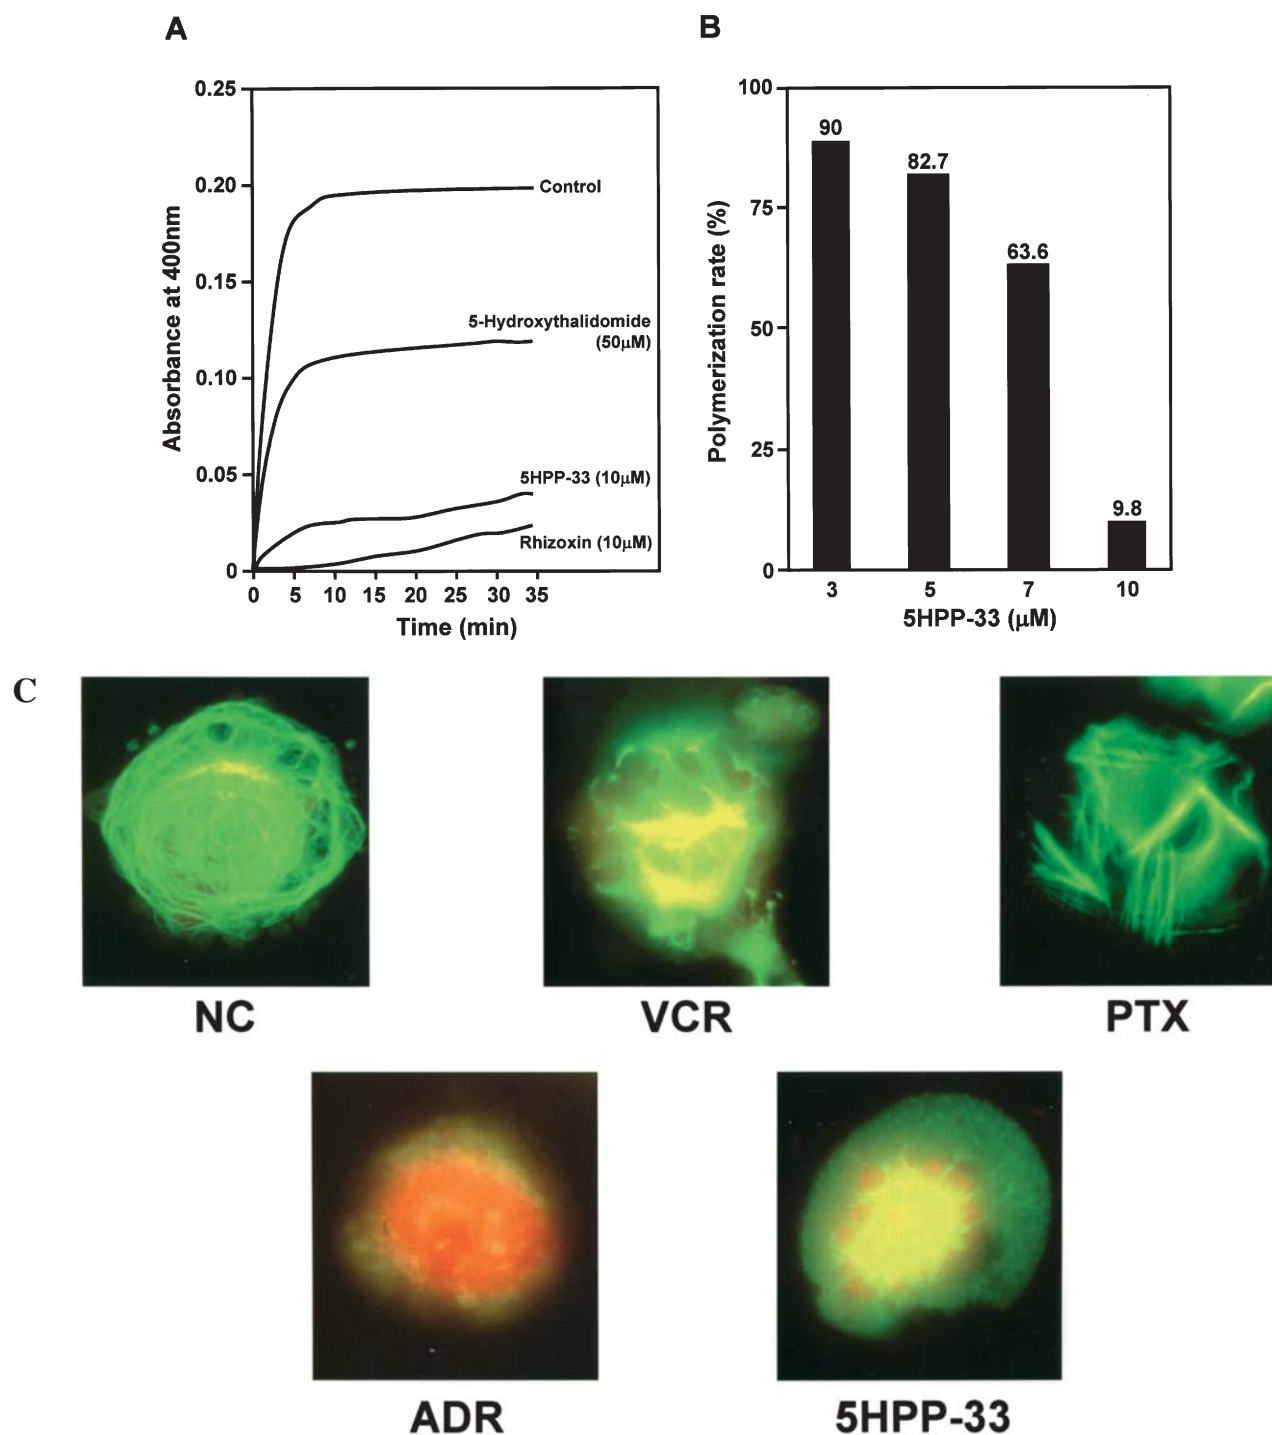 A
B
0.25
0.20
0.15
0.10
0.05
0
Absorbance at 400nm
Control
5-Hydroxythalidomide
(50μM)
5HPP-33 (10μM)
Rhizoxin (10μM)
0 5 10 15 20 25 30 35
Time (min)
100
75
50
25
0
Polymerization rate (%)
90
82.7
63.6
9.8
3 5 7 10
5HPP-33 (μM)
C
NC
VCR
PTX
ADR
5HPP-33